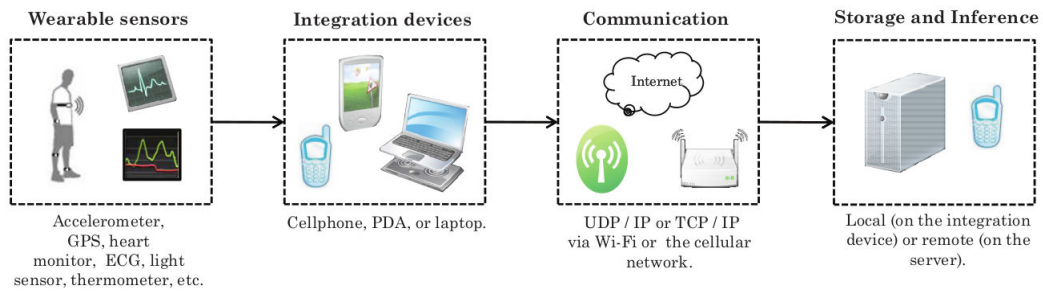 Wearable sensors
Integration devices
Communication
Storage and Inference
Internet
Accelerometer,
GPS, heart
monitor, ECG, light
sensor, thermometer, etc.
Cellphone, PDA, or laptop.
UDP / IP or TCP / IP
via Wi-Fi or the cellular
network.
Local (on the integration
device) or remote (on the
server).